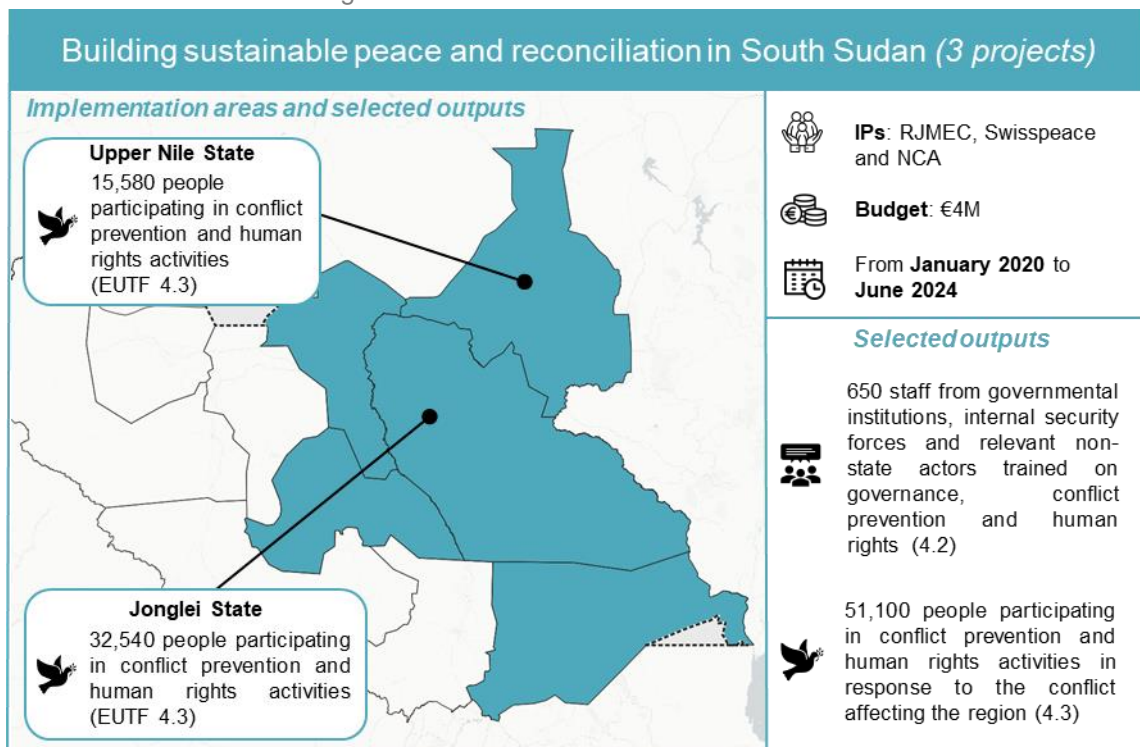 Building sustainable peace and reconciliation in South Sudan (3 projects)
Implementation areas and selected outputs
Upper Nile State
15,580 people
participating in conflict
prevention and human
rights activities
(EUTF 4.3)
Jonglei State
32,540 people participating
in conflict prevention and
human rights activities
(EUTF 4.3)
IPs: RJMEC, Swisspeace
and NCA
Budget: €4M
From January 2020 to
June 2024
Selected outputs
650 staff from governmental
institutions, internal security
forces and relevant non-
state actors trained on
governance, conflict
prevention and human
rights (4.2)
51,100 people participating
in conflict prevention and
human rights activities in
response to the conflict
affecting the region (4.3)